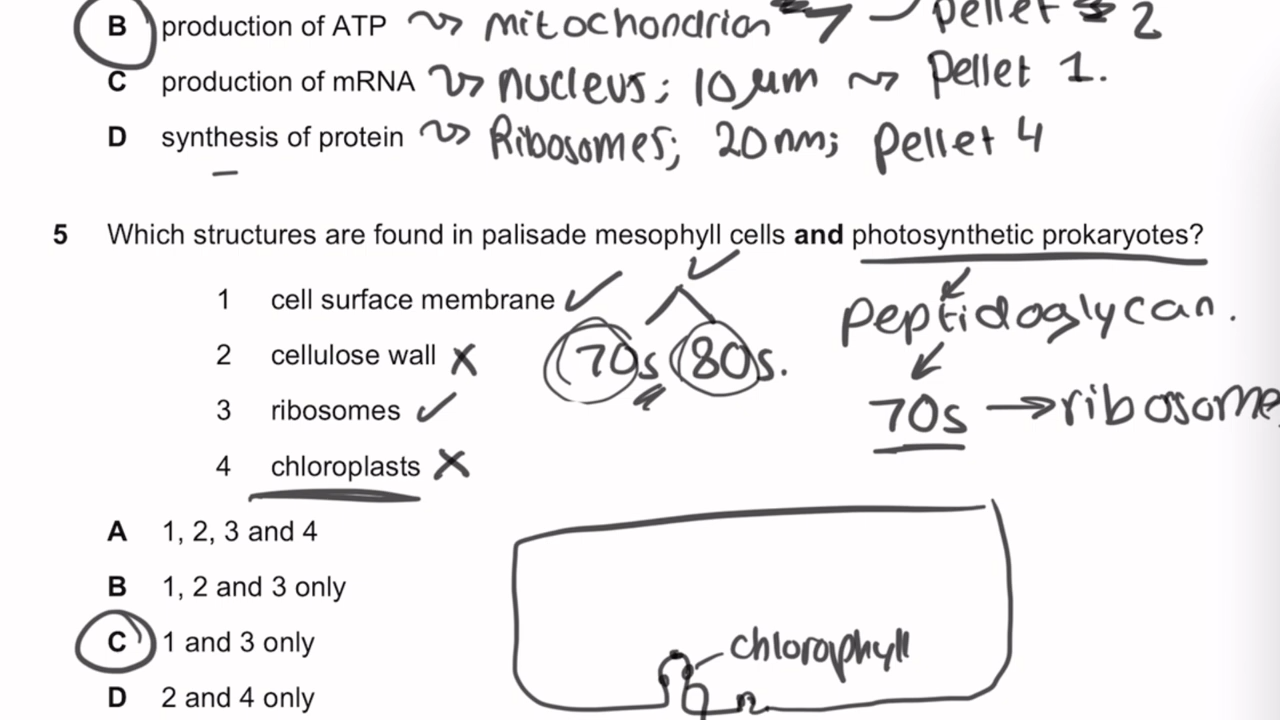 B production of ATP mitochondrion pellet 2
C production of mRNA nucleus; 10 μm pellet 1.
D synthesis of protein Ribosomes; 20nm; pellet 4
5 Which structures are found in palisade mesophyll cells and photosynthetic prokaryotes?
1 cell surface membrane
peptidoglycan.
2 cellulose wall
70s 80s.
3 ribosomes
70s → ribosome
4 chloroplasts
A 1, 2, 3 and 4
B 1, 2 and 3 only
C 1 and 3 only
chlorophyll
D 2 and 4 only